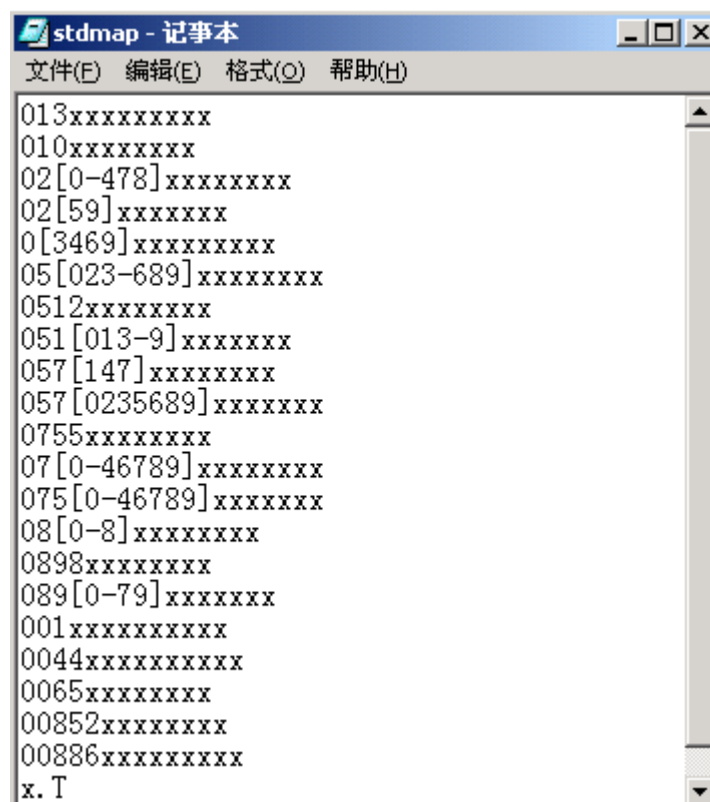 stdmap - 记事本
文件(F) 编辑(E) 格式(O) 帮助(H)
013xxxxxxxxx
010xxxxxxxx
02[0-478]xxxxxxxx
02[59]xxxxxxx
0[3469]xxxxxxxxx
05[023-689]xxxxxxxx
0512xxxxxxxx
051[013-9]xxxxxxx
057[147]xxxxxxxx
057[0235689]xxxxxxx
0755xxxxxxxx
07[0-46789]xxxxxxxx
075[0-46789]xxxxxxx
08[0-8]xxxxxxxx
0898xxxxxxxx
089[0-79]xxxxxxx
001xxxxxxxxxx
0044xxxxxxxxxx
0065xxxxxxxx
00852xxxxxxxx
00886xxxxxxxxx
x.T